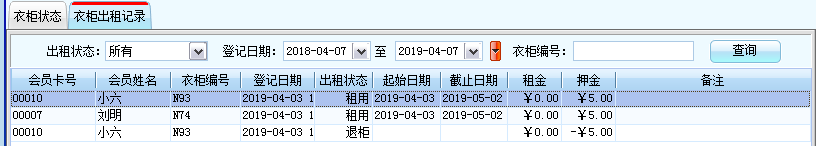 衣柜状态 衣柜出租记录
出租状态: 所有 登记日期: 2018-04-07 至 2019-04-07 衣柜编号: 查询
会员卡号 会员姓名 衣柜编号 登记日期 出租状态 起始日期 截止日期 租金 押金 备注
00010 小六 N93 2019-04-03 1 租用 2019-04-03 2019-05-02 ￥0.00 ￥5.00
00007 刘明 N74 2019-04-03 1 租用 2019-04-03 2019-05-02 ￥0.00 ￥5.00
00010 小六 N93 2019-04-03 1 退柜 ￥0.00 -￥5.00